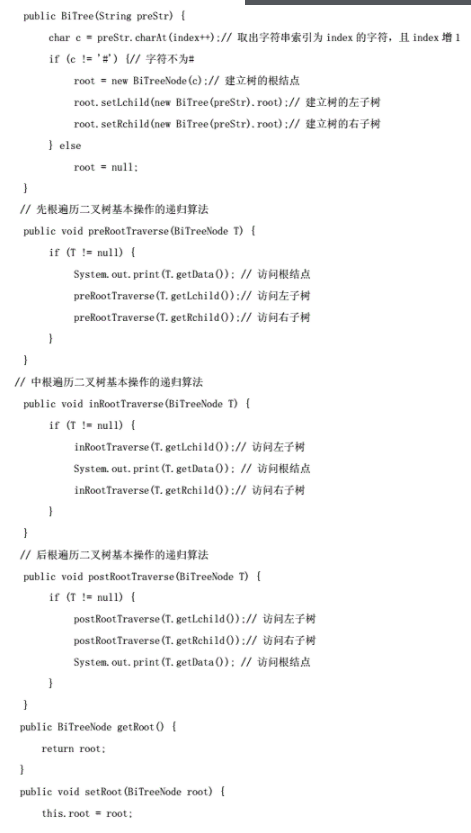 public BiTree(String preStr) {
char c = preStr.charAt(index++);// 取出字符串索引为 index 的字符，且 index 增 1
if (c != '#') {// 字符不为#
root = new BiTreeNode(c);// 建立树的根结点
root.setLchild(new BiTree(preStr).root);// 建立树的左子树
root.setRchild(new BiTree(preStr).root);// 建立树的右子树
} else
root = null;
}
// 先根遍历二叉树基本操作的递归算法
public void preRootTraverse(BiTreeNode T) {
if (T != null) {
System.out.print(T.getData()); // 访问根结点
preRootTraverse(T.getLchild());// 访问左子树
preRootTraverse(T.getRchild());// 访问右子树
}
}
// 中根遍历二叉树基本操作的递归算法
public void inRootTraverse(BiTreeNode T) {
if (T != null) {
inRootTraverse(T.getLchild());// 访问左子树
System.out.print(T.getData()); // 访问根结点
inRootTraverse(T.getRchild());// 访问右子树
}
}
// 后根遍历二叉树基本操作的递归算法
public void postRootTraverse(BiTreeNode T) {
if (T != null) {
postRootTraverse(T.getLchild());// 访问左子树
postRootTraverse(T.getRchild());// 访问右子树
System.out.print(T.getData()); // 访问根结点
}
}
public BiTreeNode getRoot() {
return root;
}
public void setRoot(BiTreeNode root) {
this.root = root;